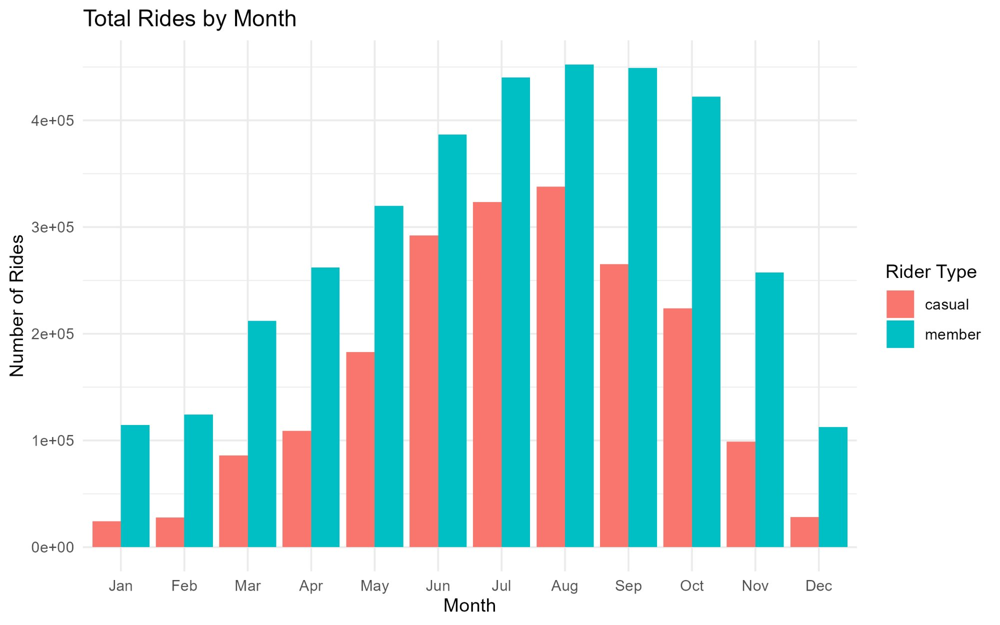 Total Rides by Month
Number of Rides
4e+05
3e+05
2e+05
1e+05
0e+00
Jan Feb Mar Apr May Jun Jul Aug Sep Oct Nov Dec
Month
Rider Type
casual
member